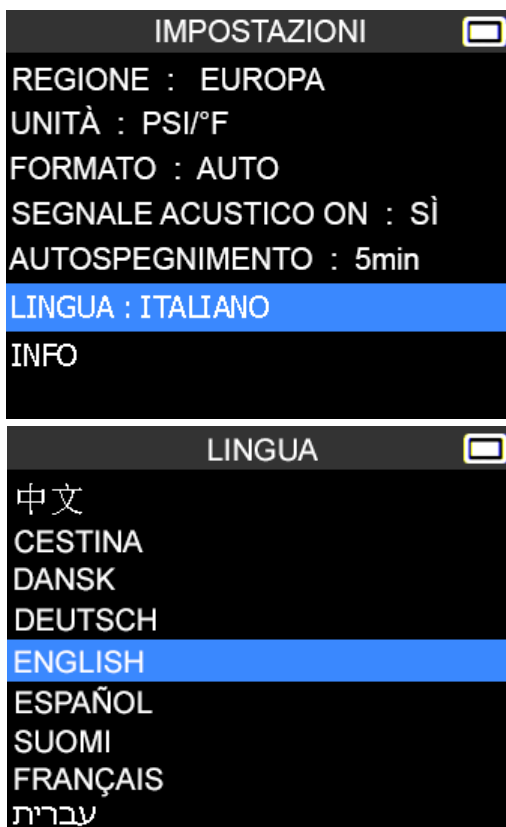 IMPOSTAZIONI
REGIONE : EUROPA
UNITÀ : PSI/°F
FORMATO : AUTO
SEGNALE ACUSTICO ON : SÌ
AUTOSPEGNIMENTO : 5min
LINGUA : ITALIANO
INFO
LINGUA
中文
CESTINA
DANSK
DEUTSCH
ENGLISH
ESPAÑOL
SUOMI
FRANÇAIS
עברית